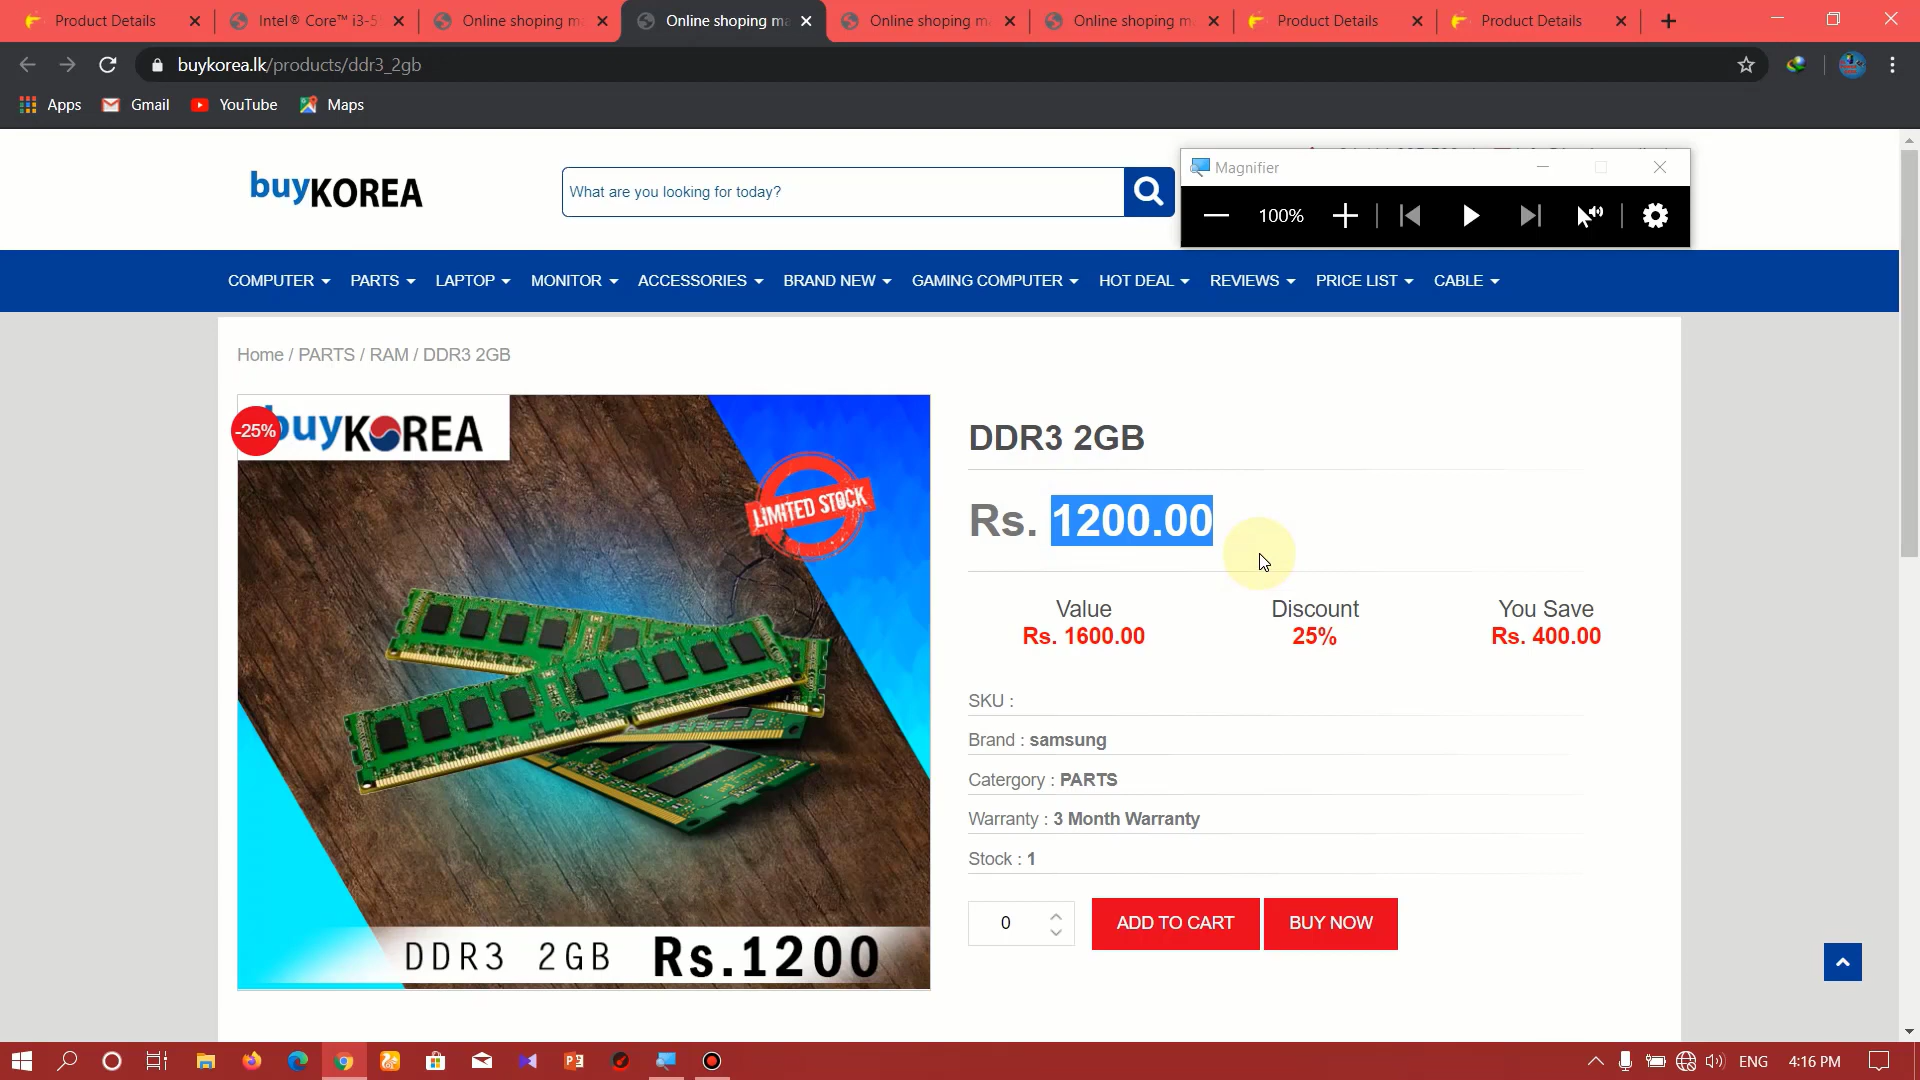 Product Details
Intel® Core™ i3-5
Online shoping m
Online shoping ma
Online shoping m
Online shoping m
Product Details
Product Details
buykorea.lk/products/ddr3_2gb
Apps
Gmail
YouTube
Maps
buyKOREA
What are you looking for today?
Magnifier
100%
COMPUTER
PARTS
LAPTOP
MONITOR
ACCESSORIES
BRAND NEW
GAMING COMPUTER
HOT DEAL
REVIEWS
PRICE LIST
CABLE
Home / PARTS / RAM / DDR3 2GB
-25%
buyKOREA
LIMITED STOCK
DDR3 2GB Rs.1200
DDR3 2GB
Rs. 1200.00
Value
Rs. 1600.00
Discount
25%
You Save
Rs. 400.00
SKU :
Brand : samsung
Catergory : PARTS
Warranty : 3 Month Warranty
Stock : 1
0
ADD TO CART
BUY NOW
ENG
4:16 PM